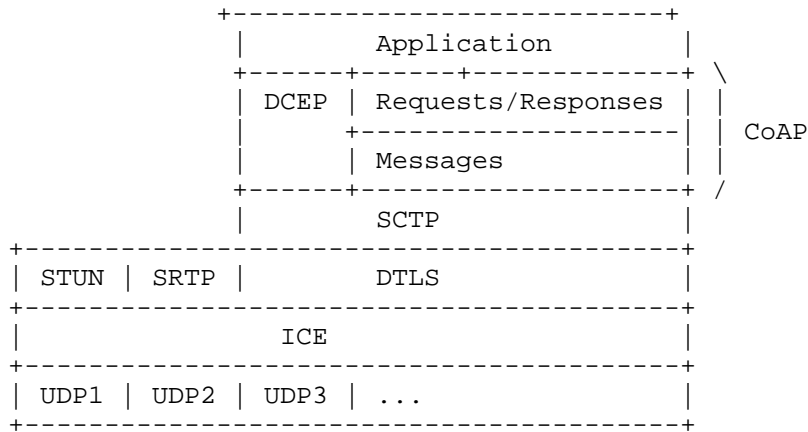 Application
DCEP | Requests/Responses | | CoAP
Messages
SCTP
STUN | SRTP | DTLS
ICE
UDP1 | UDP2 | UDP3 | ...